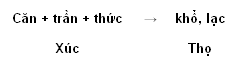 Căn + trần + thức → khổ, lạc
Xúc Thọ